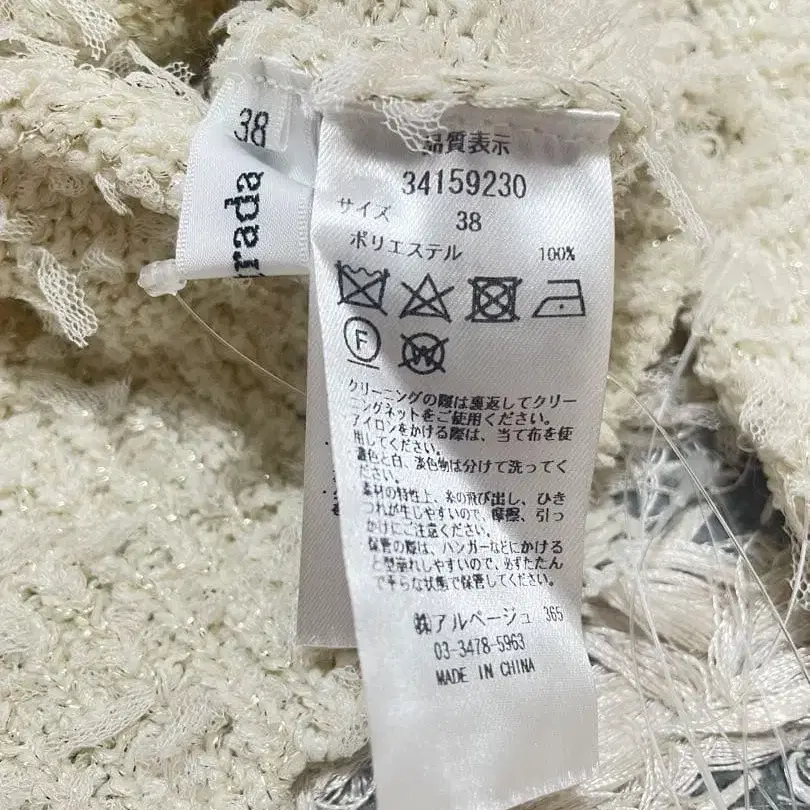 38
grada
品質表示
34159230
サイズ 38
ポリエステル 100%
F
W
クリーニングの際は裏返してクリー
ニングネットをご使用ください。
アイロンをかける際は、当て布を使
用してください。
濃色と白、淡色物は分けて洗ってく
ださい。
素材の特性上、糸の飛び出し、ひき
つれが生じやすいので、摩擦、引っ
かけにご注意ください。
保管の際は、ハンガーなどにかける
と型崩れしやすいので、必ずたたん
で平らな状態で保管してください。
㈱アルページュ 365
03-3478-5963
MADE IN CHINA